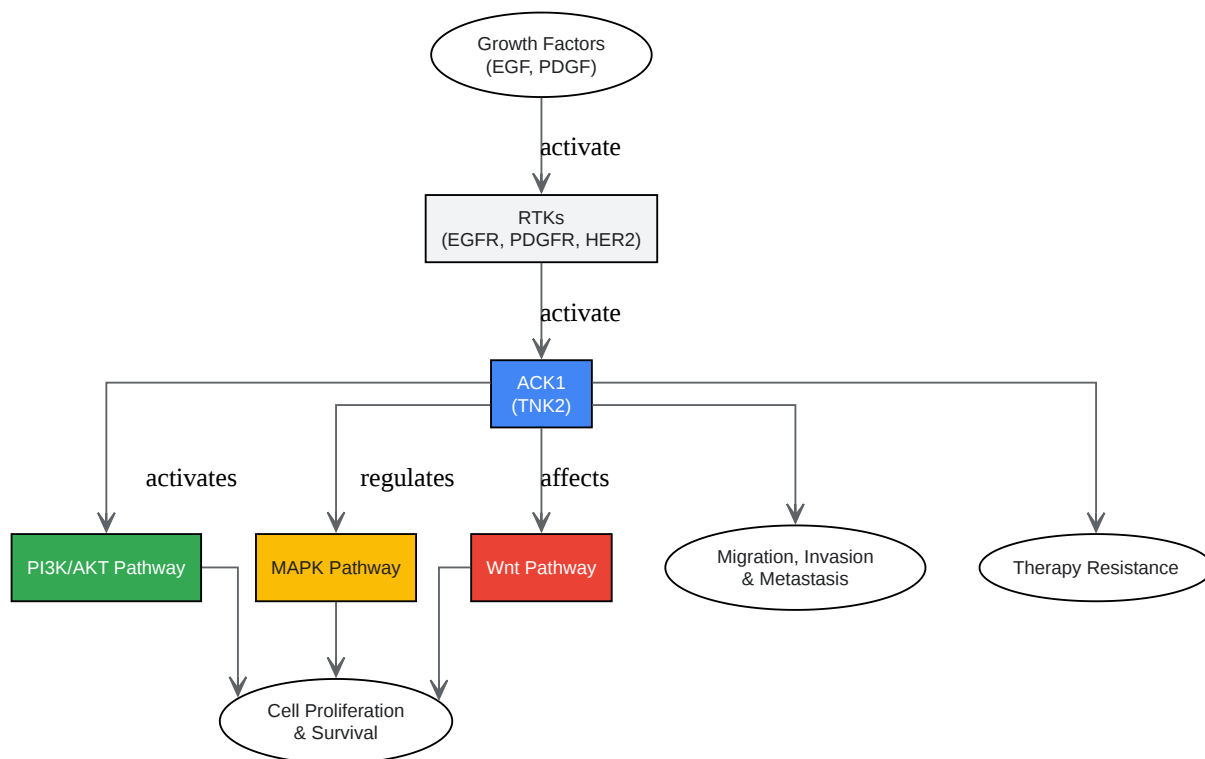 Growth Factors
(EGF, PDGF)
activate
RTKs
(EGFR, PDGFR, HER2)
activate
ACK1
(TNK2)
activates
regulates
affects
PI3K/AKT Pathway
MAPK Pathway
Wnt Pathway
Migration, Invasion
& Metastasis
Therapy Resistance
Cell Proliferation
& Survival